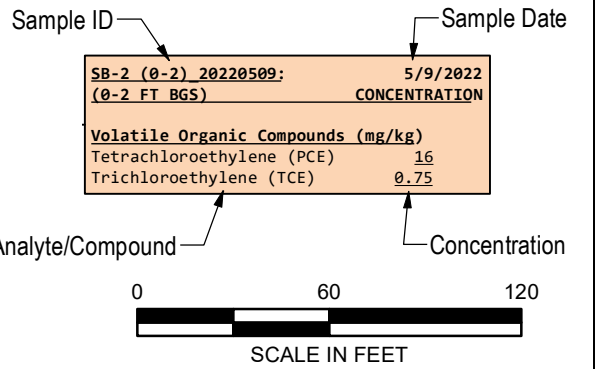 Sample ID
Sample Date
SB-2 (0-2)_20220509: 5/9/2022
(0-2 FT BGS) CONCENTRATION
Volatile Organic Compounds (mg/kg)
Tetrachloroethylene (PCE) 16
Trichloroethylene (TCE) 0.75
Analyte/Compound
Concentration
0 60 120
SCALE IN FEET